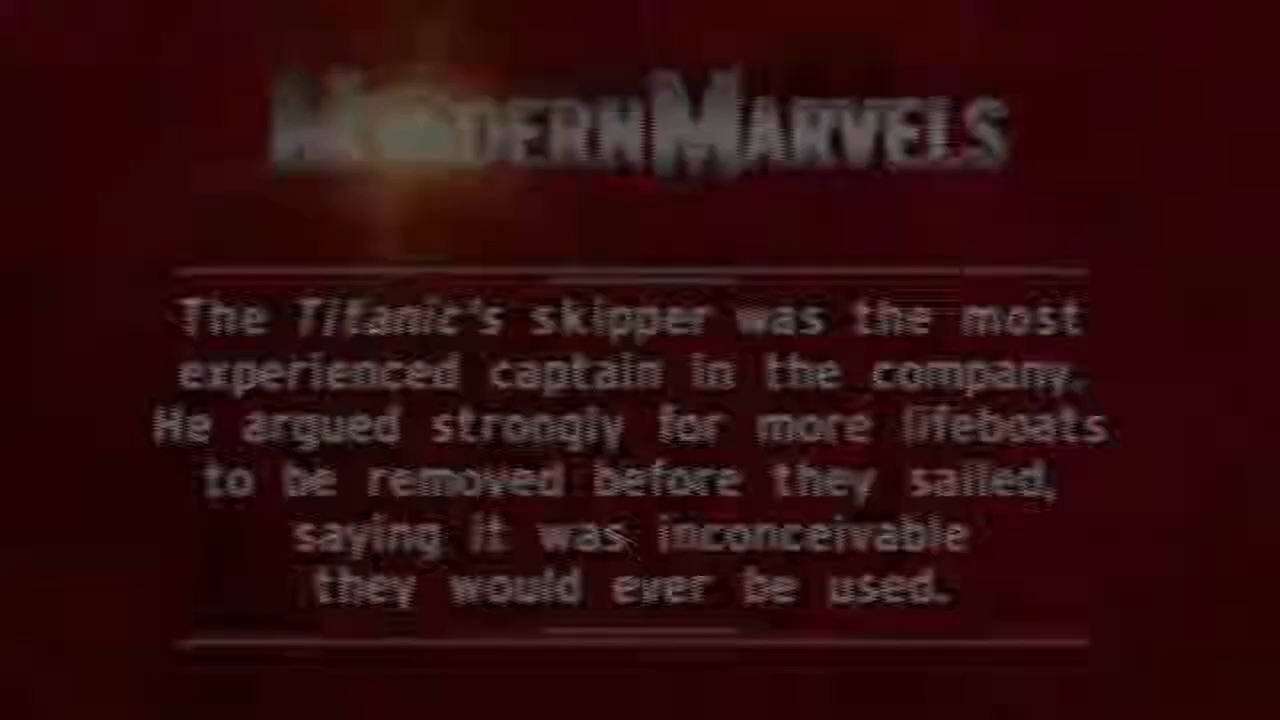 MODERN MARVELS
The Titanic's skipper was the most
experienced captain in the company.
He argued strongly for more lifeboats
to be removed before they sailed,
saying it was inconceivable
they would ever be used.